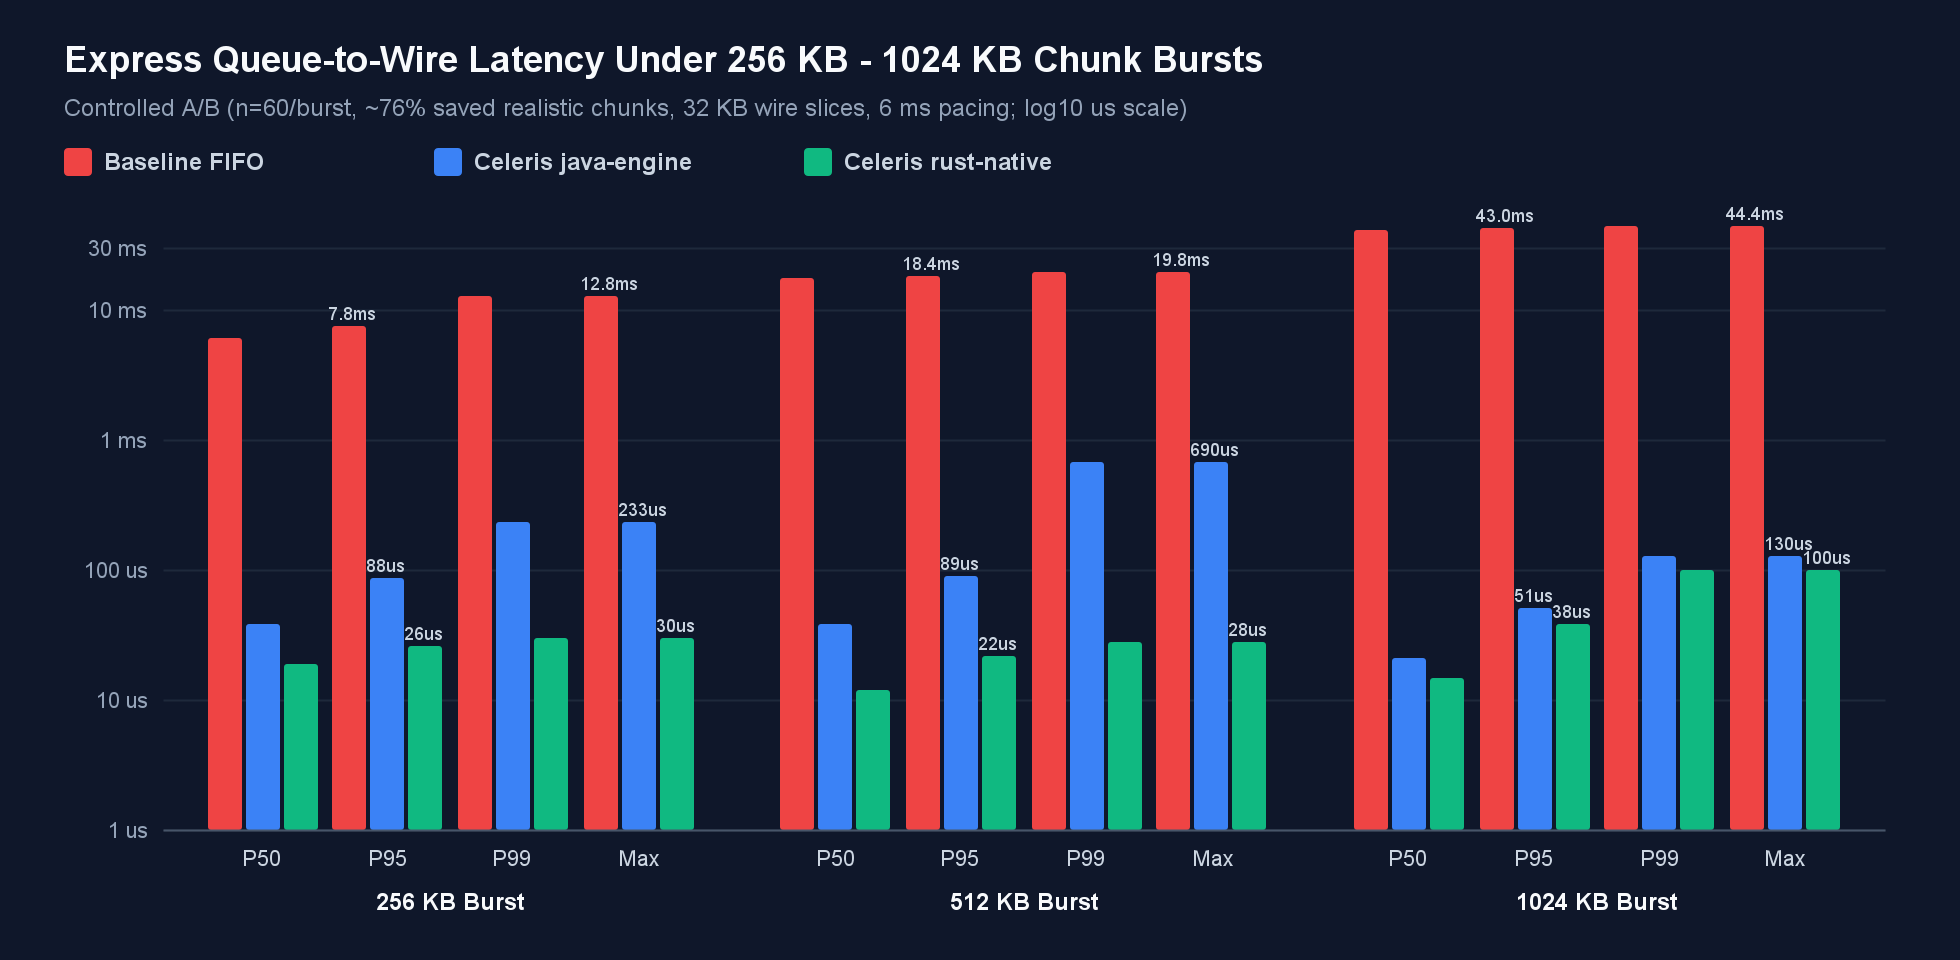 Express Queue-to-Wire Latency Under 256 KB - 1024 KB Chunk Bursts
Controlled A/B (n=60/burst, ~76% saved realistic chunks, 32 KB wire slices, 6 ms pacing; log10 us scale)
Baseline FIFO
Celeris java-engine
Celeris rust-native
30 ms
10 ms
1 ms
100 us
10 us
1 us
7.8ms
88us
26us
12.8ms
233us
30us
18.4ms
89us
22us
19.8ms
690us
28us
43.0ms
51us
38us
44.4ms
130us
100us
P50 P95 P99 Max
P50 P95 P99 Max
P50 P95 P99 Max
256 KB Burst
512 KB Burst
1024 KB Burst